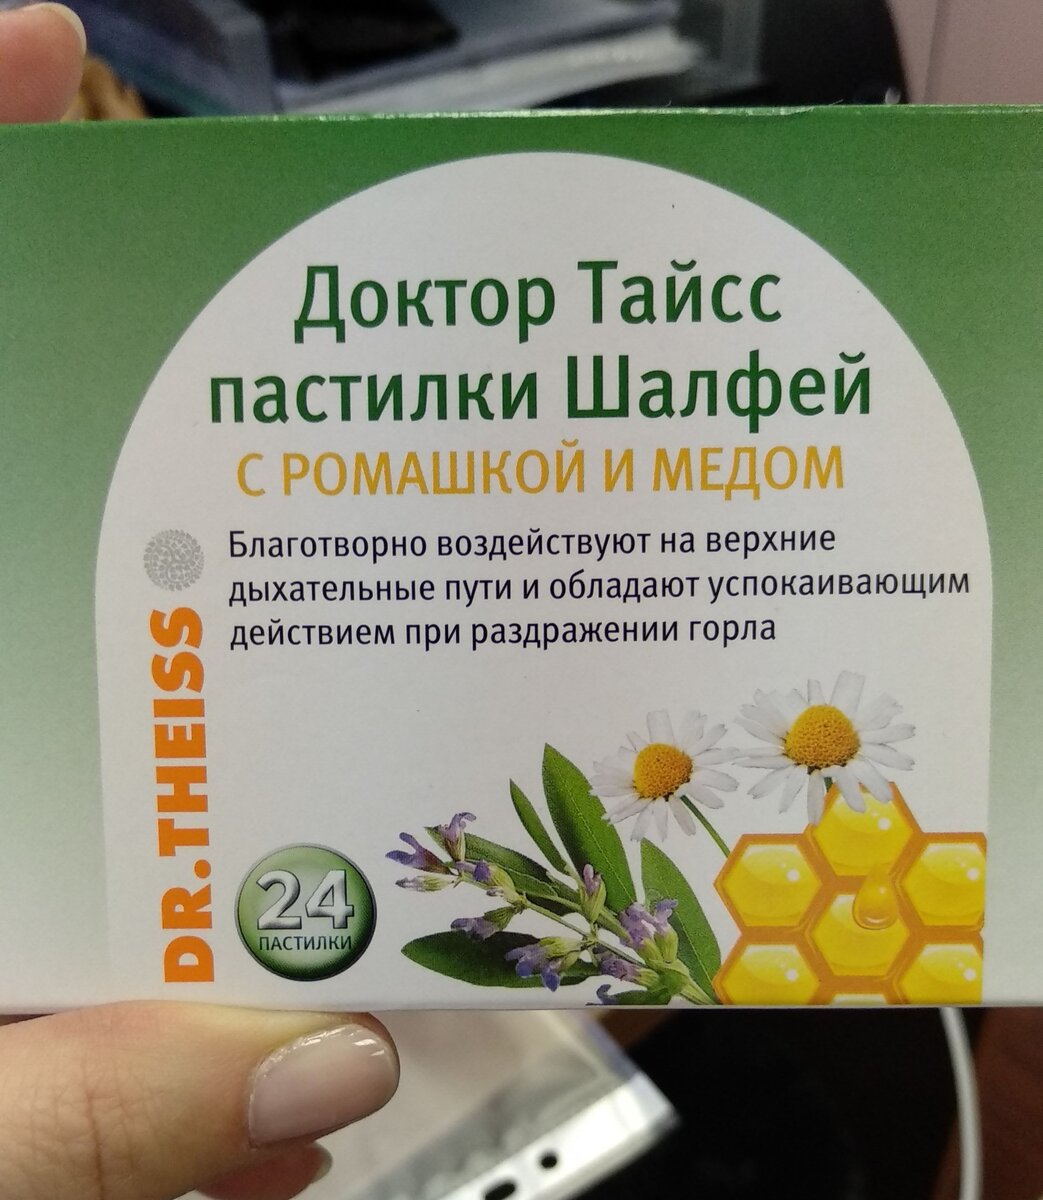 Доктор Тайсс
пастилки Шалфей
С РОМАШКОЙ И МЕДОМ
Благотворно воздействуют на верхние
дыхательные пути и обладают успокаивающим
действием при раздражении горла
DR.THEISS
24
ПАСТИЛКИ